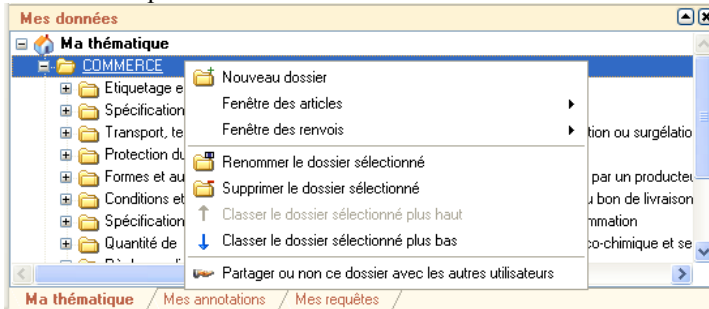 Mes données
Ma thématique
COMMERCE
Nouveau dossier
Etiquetage e
Fenêtre des articles
Spécification
Fenêtre des renvois
Transport, te
tion ou surgélatio
Protection du
Renommer le dossier sélectionné
Formes et au
par un producteu
Supprimer le dossier sélectionné
Conditions et
bon de livraison
Classer le dossier sélectionné plus haut
Spécification
mmation
Classer le dossier sélectionné plus bas
Quantité de
co-chimique et se
Partager ou non ce dossier avec les autres utilisateurs
Ma thématique / Mes annotations / Mes requêtes /